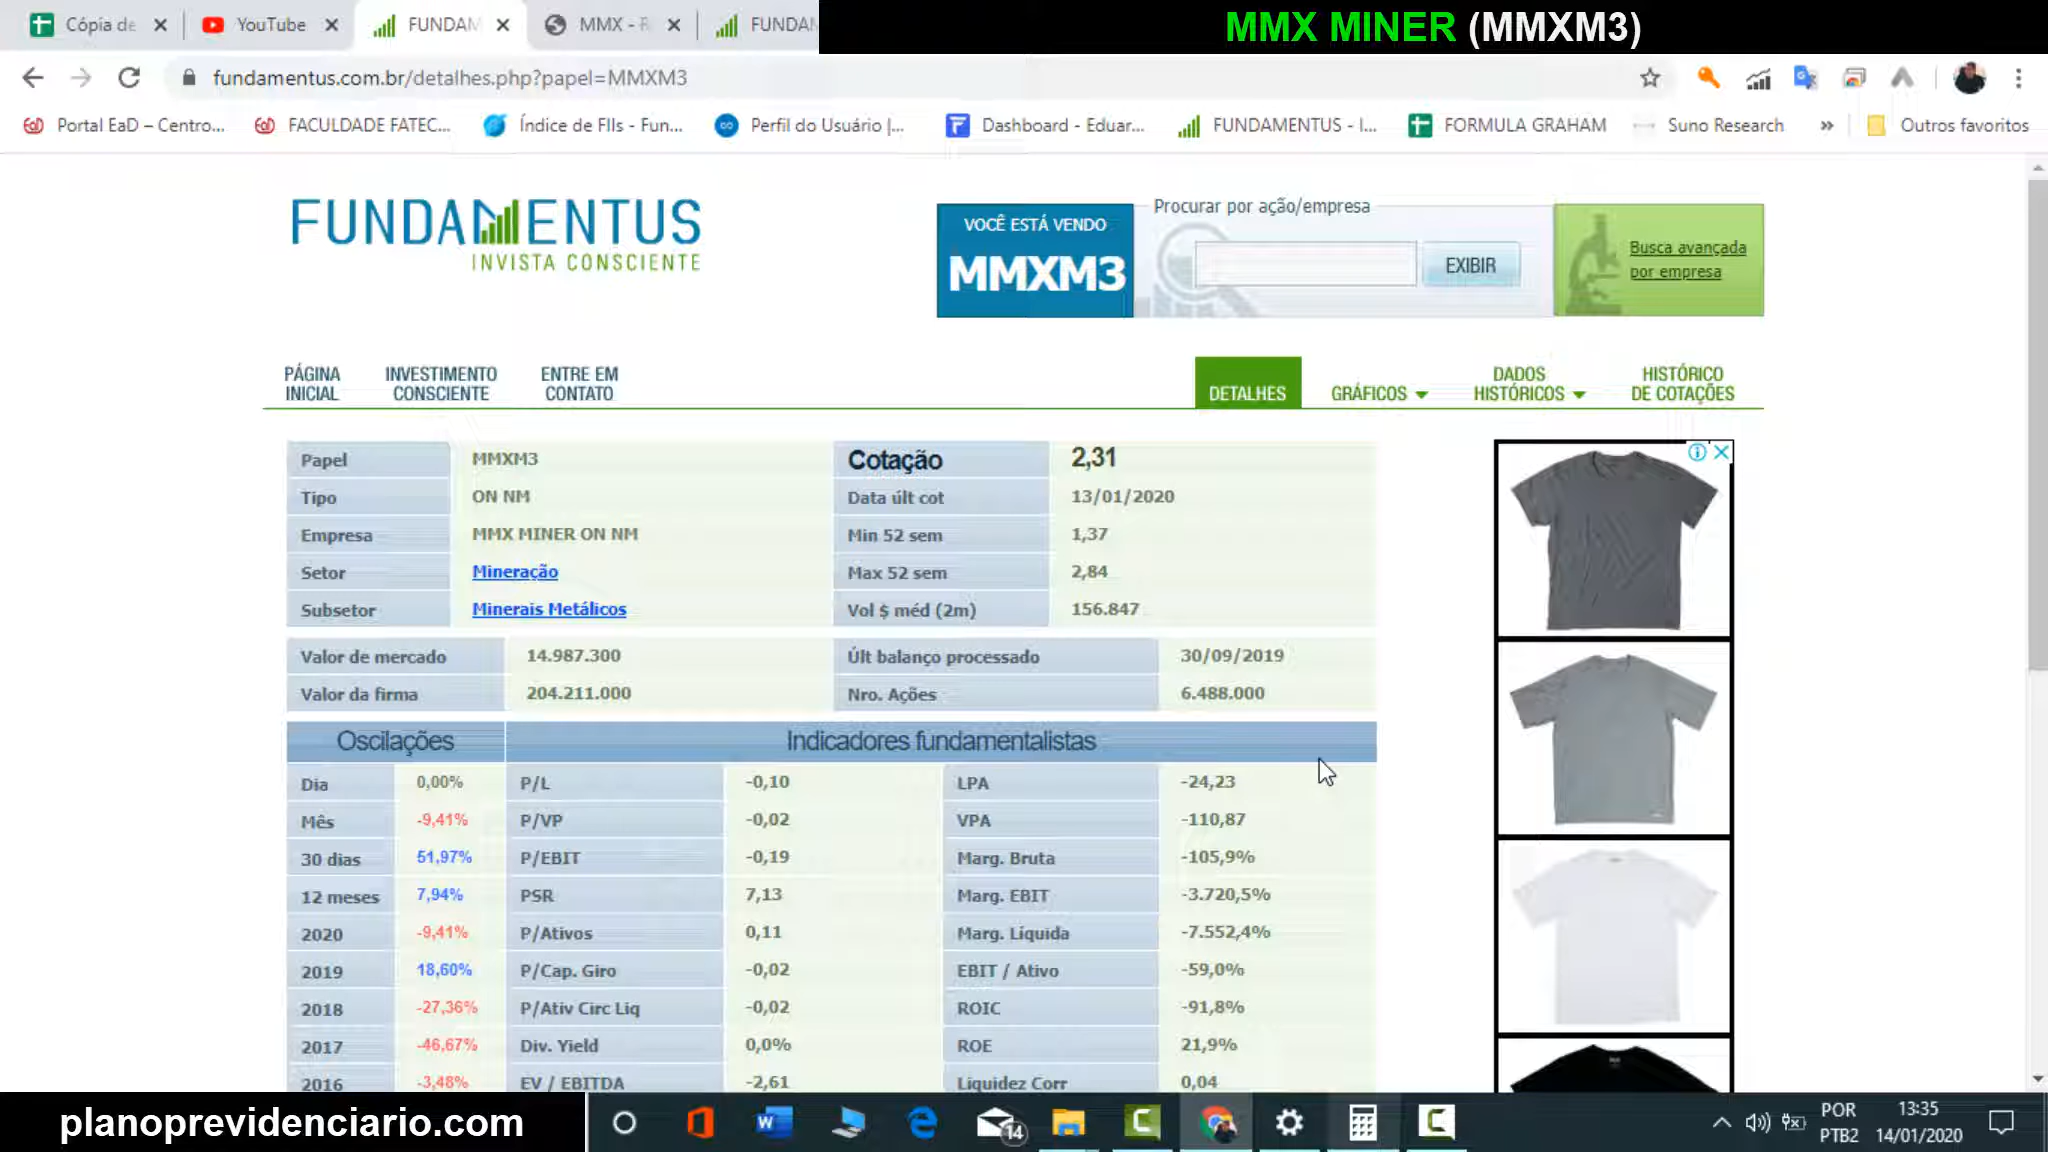 Cópia de
YouTube
FUNDAM
MMX - R
FUNDAM
MMX MINER (MMXM3)
fundamentus.com.br/detalhes.php?papel=MMXM3
Portal EaD – Centro...
FACULDADE FATEC...
Índice de FIIs - Fun...
Perfil do Usuário |...
Dashboard - Eduar...
FUNDAMENTUS - I...
FORMULA GRAHAM
Suno Research
»
Outros favoritos
FUNDAMENTUS
INVISTA CONSCIENTE
VOCÊ ESTÁ VENDO
MMXM3
Procurar por ação/empresa
EXIBIR
Busca avançada
por empresa
PÁGINA
INICIAL
INVESTIMENTO
CONSCIENTE
ENTRE EM
CONTATO
DETALHES
GRÁFICOS
DADOS
HISTÓRICOS
HISTÓRICO
DE COTAÇÕES
Papel MMXM3 Cotação 2,31
Tipo ON NM Data últ cot 13/01/2020
Empresa MMX MINER ON NM Min 52 sem 1,37
Setor Mineração Max 52 sem 2,84
Subsetor Minerais Metálicos Vol $ méd (2m) 156.847
Valor de mercado 14.987.300 Últ balanço processado 30/09/2019
Valor da firma 204.211.000 Nro. Ações 6.488.000
Oscilações Indicadores fundamentalistas
Dia 0,00% P/L -0,10 LPA -24,23
Mês -9,41% P/VP -0,02 VPA -110,87
30 dias 51,97% P/EBIT -0,19 Marg. Bruta -105,9%
12 meses 7,94% PSR 7,13 Marg. EBIT -3.720,5%
2020 -9,41% P/Ativos 0,11 Marg. Líquida -7.552,4%
2019 18,60% P/Cap. Giro -0,02 EBIT / Ativo -59,0%
2018 -27,36% P/Ativ Circ Liq -0,02 ROIC -91,8%
2017 -46,67% Div. Yield 0,0% ROE 21,9%
2016 -3,48% EV / EBITDA -2,61 Liquidez Corr 0,04
planoprevidenciario.com
14
POR
PTB2
13:35
14/01/2020